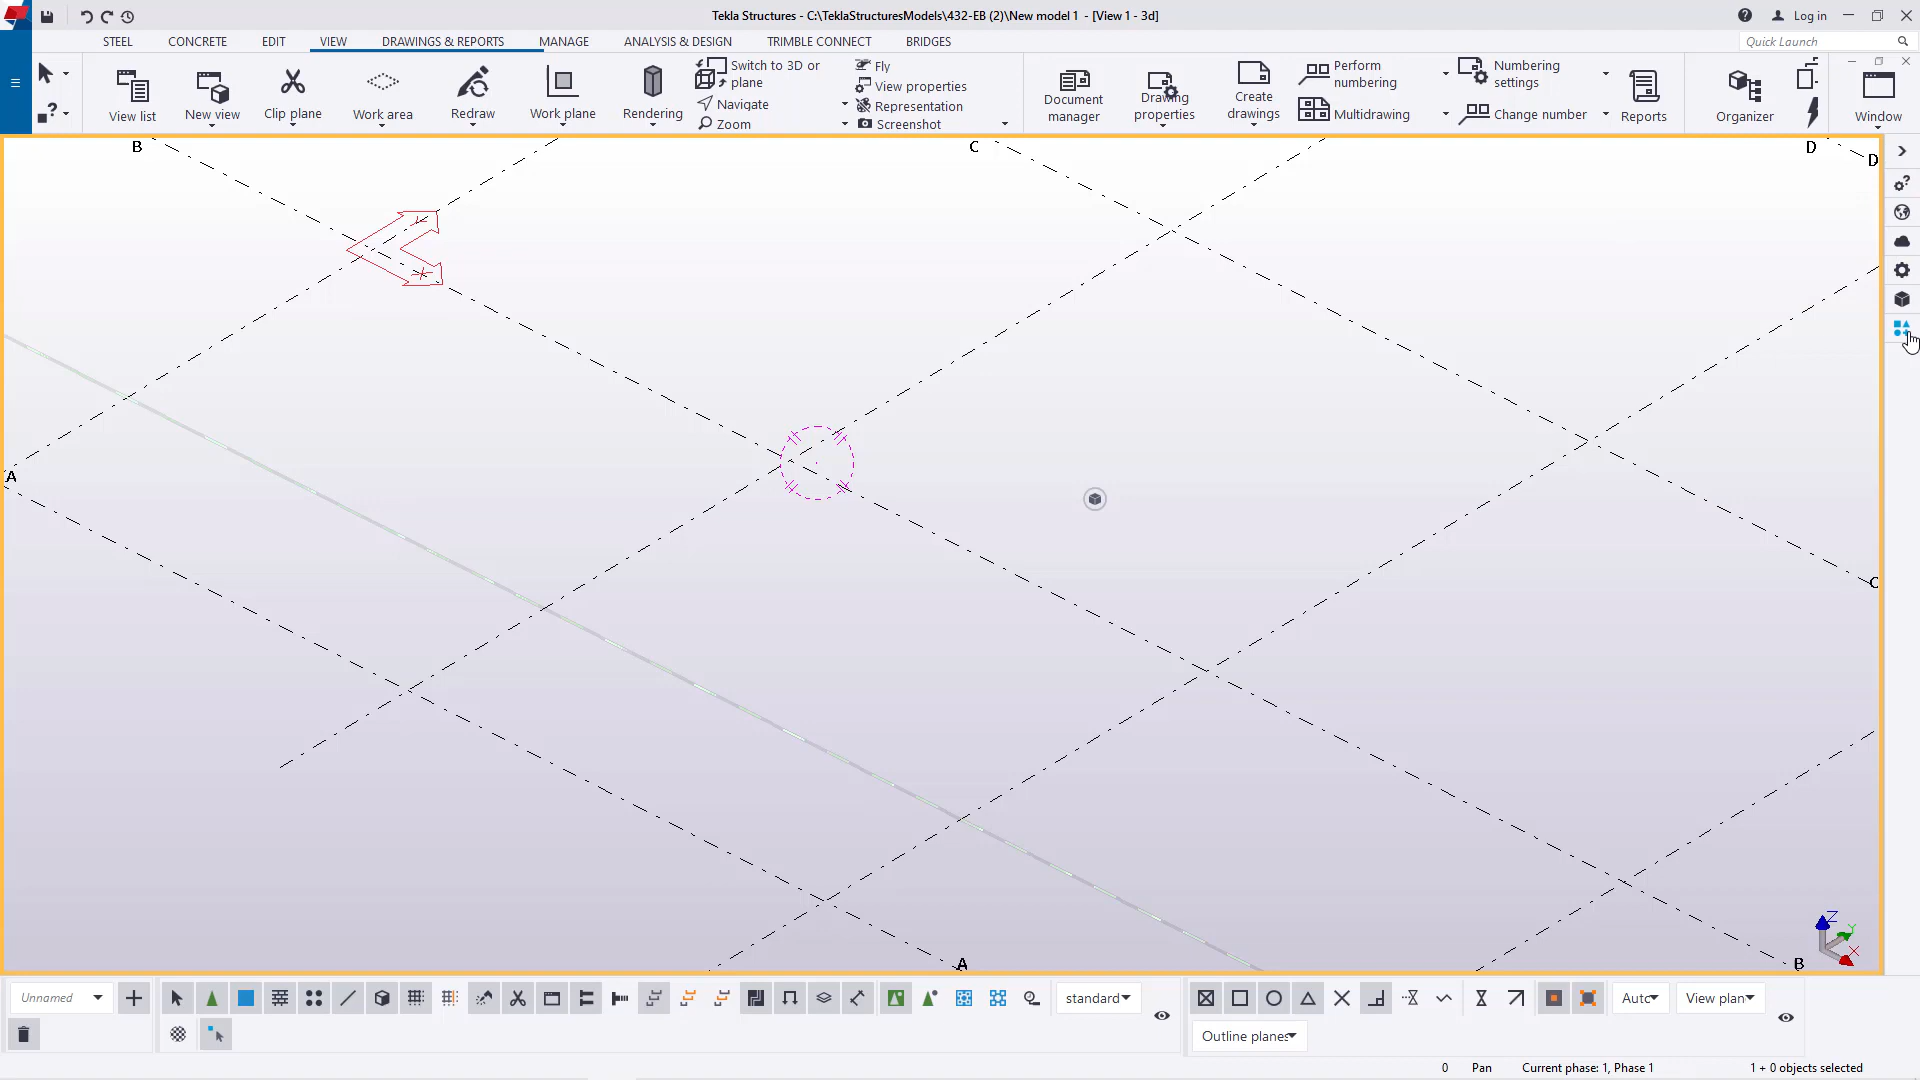 Tekla Structures - C:\TeklaStructuresModels\432-EB (2)\New model 1 - [View 1 - 3d]
Log in
STEEL CONCRETE EDIT VIEW DRAWINGS & REPORTS MANAGE ANALYSIS & DESIGN TRIMBLE CONNECT BRIDGES
Quick Launch
View list
New view
Clip plane
Work area
Redraw
Work plane
Rendering
Switch to 3D or
plane
Navigate
Zoom
Fly
View properties
Representation
Screenshot
Document
manager
Drawing
properties
Create
drawings
Perform
numbering
Multidrawing
Numbering
settings
Change number
Reports
Organizer
Window
B
C
D
D
A
C
A
B
Z
Y
X
Unnamed
standard
Auto
View plan
Outline planes
0 Pan Current phase: 1, Phase 1 1 + 0 objects selected